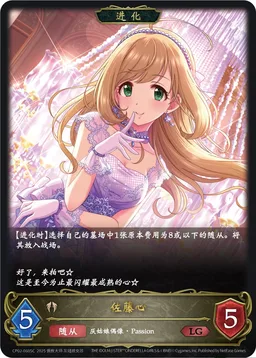 进化
【进化时】选择自己的墓场中1张原本费用为8或以下的随从。将
其放入战场。
好了,来拍吧☆
这是至今为止最闪耀最成熟的心☆
佐藤心
5
5
随从
灰姑娘偶像·Passion
LG